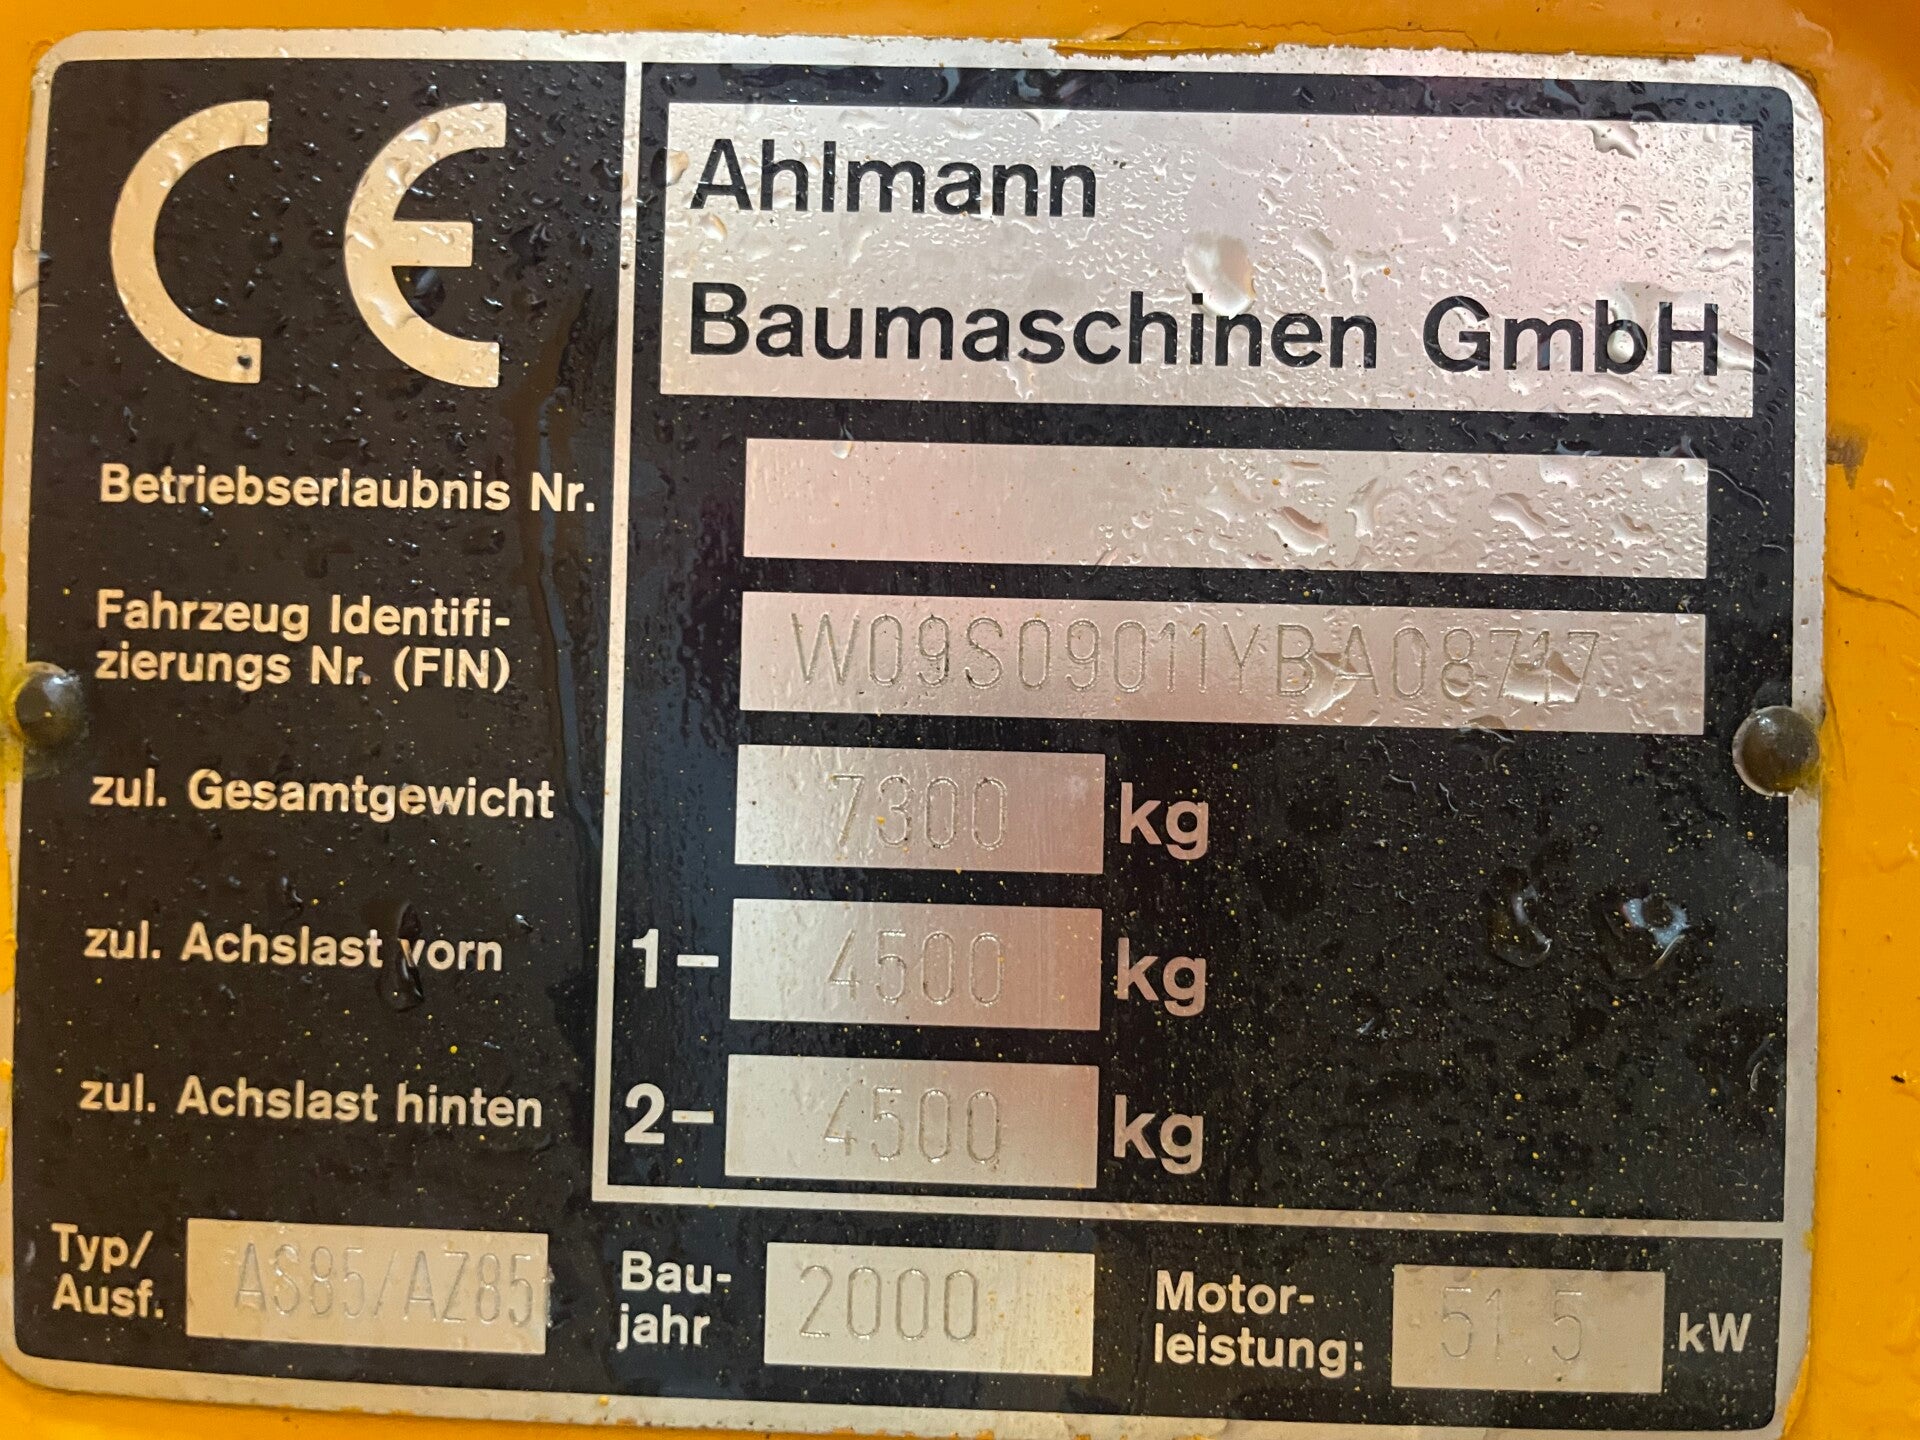 CE
Ahlmann
Baumaschinen GmbH
Betriebserlaubnis Nr.
Fahrzeug Identifi-
zierungs Nr. (FIN) W09S09011YBA08717
zul. Gesamtgewicht 7300 kg
zul. Achslast vorn 1- 4500 kg
zul. Achslast hinten 2- 4500 kg
Typ/
Ausf. AS85/AZ85
Bau-
jahr 2000
Motor-
leistung: 51.5 kW